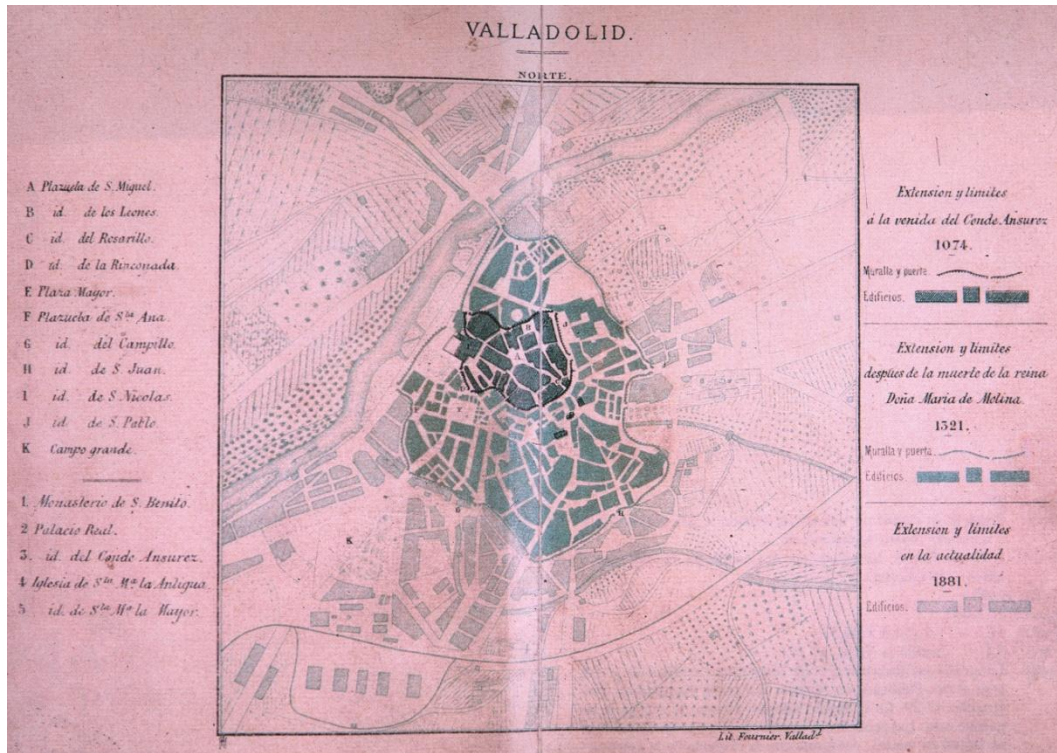 VALLADOLID.
NORTE.
A Plazuela de S. Miguel.
B id. de los Leones.
C id. del Rosarillo.
D id. de la Rinconada.
E Plaza Mayor.
F Plazuela de Sta Ana.
G id. del Campillo.
H id. de S. Juan.
I id. de S. Nicolas.
J id. de S. Pablo.
K Campo grande.
1. Monasterio de S. Benito.
2 Palacio Real.
3. id. del Conde Ansurez.
4 Iglesia de Sta Ma la Antigua
5 id. de Sta Ma la Mayor.
Extension y limites
á la venida del Conde Ansurez
1074.
Muralla y puerta.
Edificios.
Extension y limites
despues de la muerte de la reina
Doña Maria de Molina.
1321.
Muralla y puerta.
Edificios.
Extension y limites
en la actualidad.
1881.
Edificios.
J
B
A
K
G
H
Lit. Fournier. Vallad.d